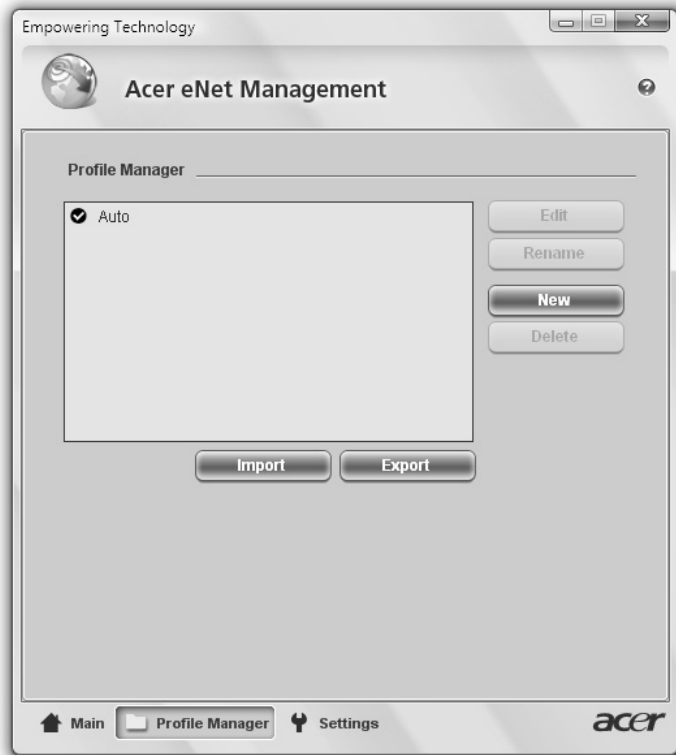 Empowering Technology
Acer eNet Management
Profile Manager
Auto
Edit
Rename
New
Delete
Import Export
Main Profile Manager Settings acer